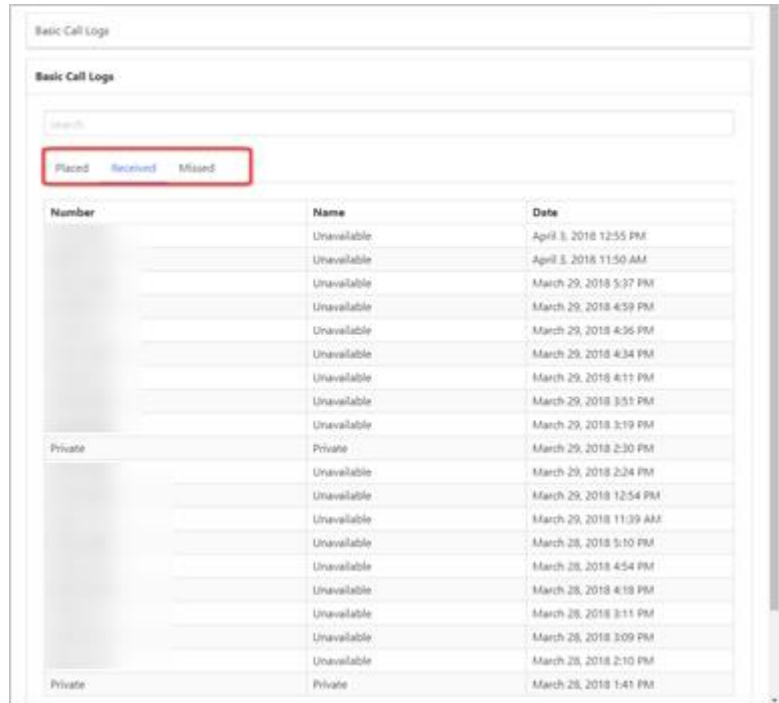 Basic Call Logs
Basic Call Logs
search
Placed Received Missed
Number Name Date
Unavailable April 3, 2018 12:55 PM
Unavailable April 3, 2018 11:50 AM
Unavailable March 29, 2018 5:37 PM
Unavailable March 29, 2018 4:59 PM
Unavailable March 29, 2018 4:36 PM
Unavailable March 29, 2018 4:34 PM
Unavailable March 29, 2018 4:11 PM
Unavailable March 29, 2018 3:51 PM
Unavailable March 29, 2018 3:19 PM
Private Private March 29, 2018 2:30 PM
Unavailable March 29, 2018 2:24 PM
Unavailable March 29, 2018 12:54 PM
Unavailable March 29, 2018 11:39 AM
Unavailable March 28, 2018 5:10 PM
Unavailable March 28, 2018 4:54 PM
Unavailable March 28, 2018 4:18 PM
Unavailable March 28, 2018 3:11 PM
Unavailable March 28, 2018 3:09 PM
Unavailable March 28, 2018 2:10 PM
Private Private March 28, 2018 1:41 PM